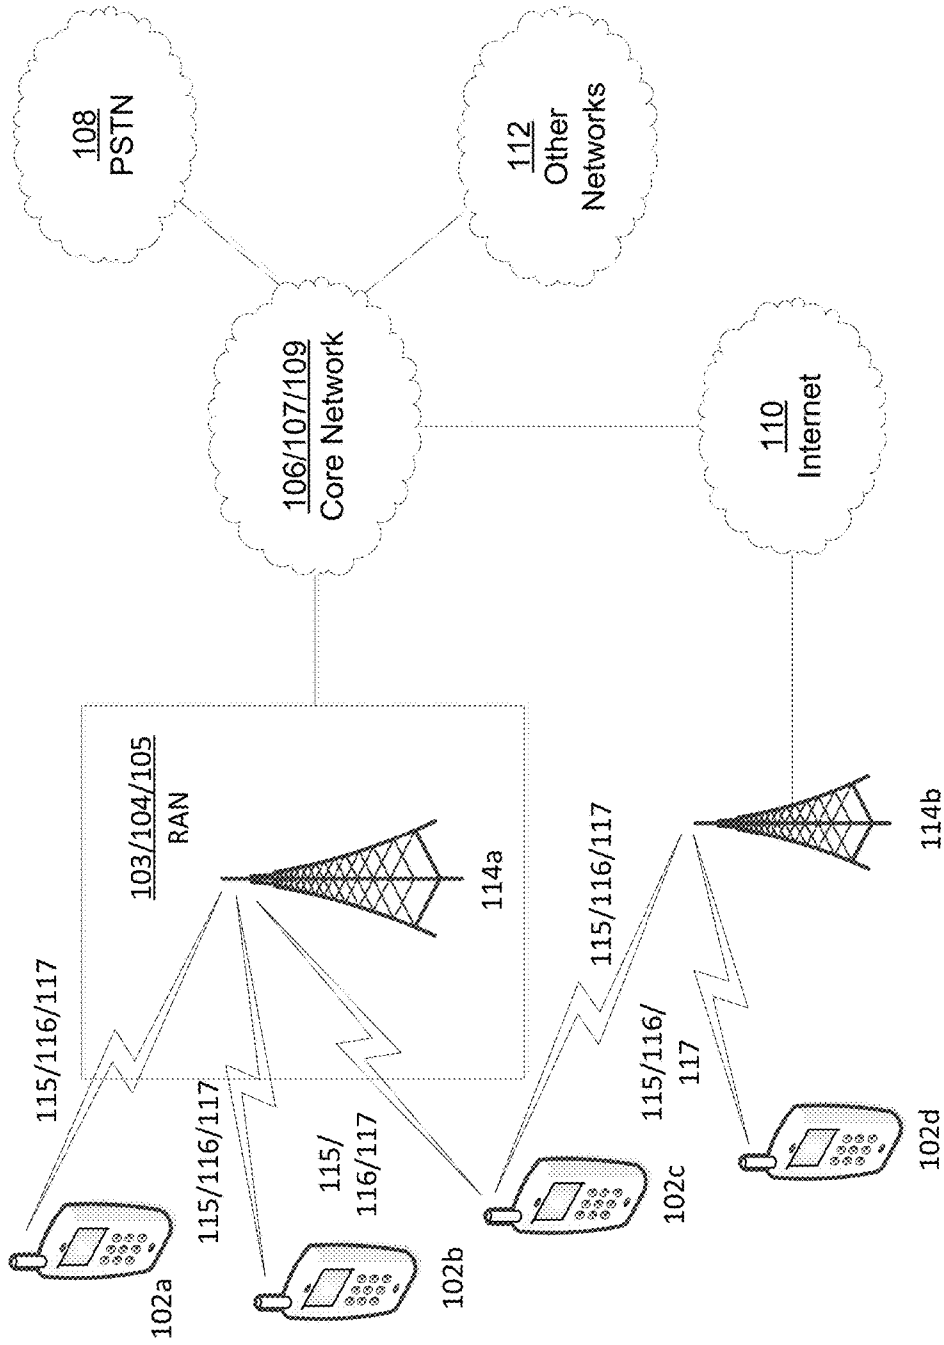 108
PSTN
106/107/109
Core Network
112
Other
Networks
110
Internet
103/104/105
RAN
114a
114b
115/116/117
115/116/117
115/
116/117
115/116/117
115/116/
117
102a
102b
102c
102d